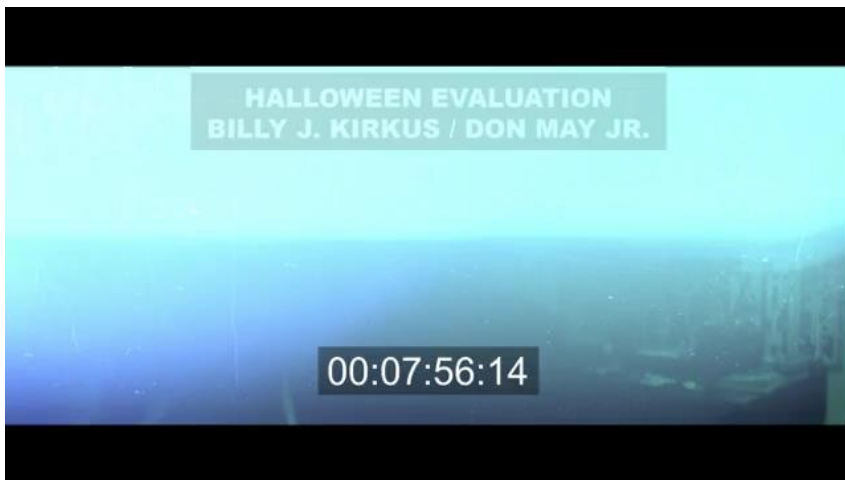 HALLOWEEN EVALUATION
BILLY J. KIRKUS / DON MAY JR.
00:07:56:14